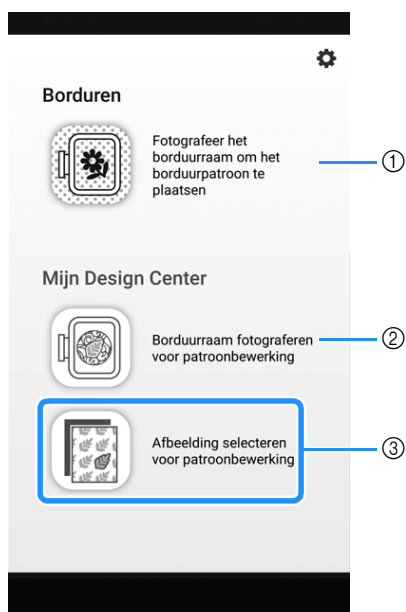 Borduren
Fotografeer het
borduurraam om het
borduurpatroon te
plaatsen
①
Mijn Design Center
Borduurraam fotograferen
voor patroonbewerking
②
Afbeelding selecteren
voor patroonbewerking
③